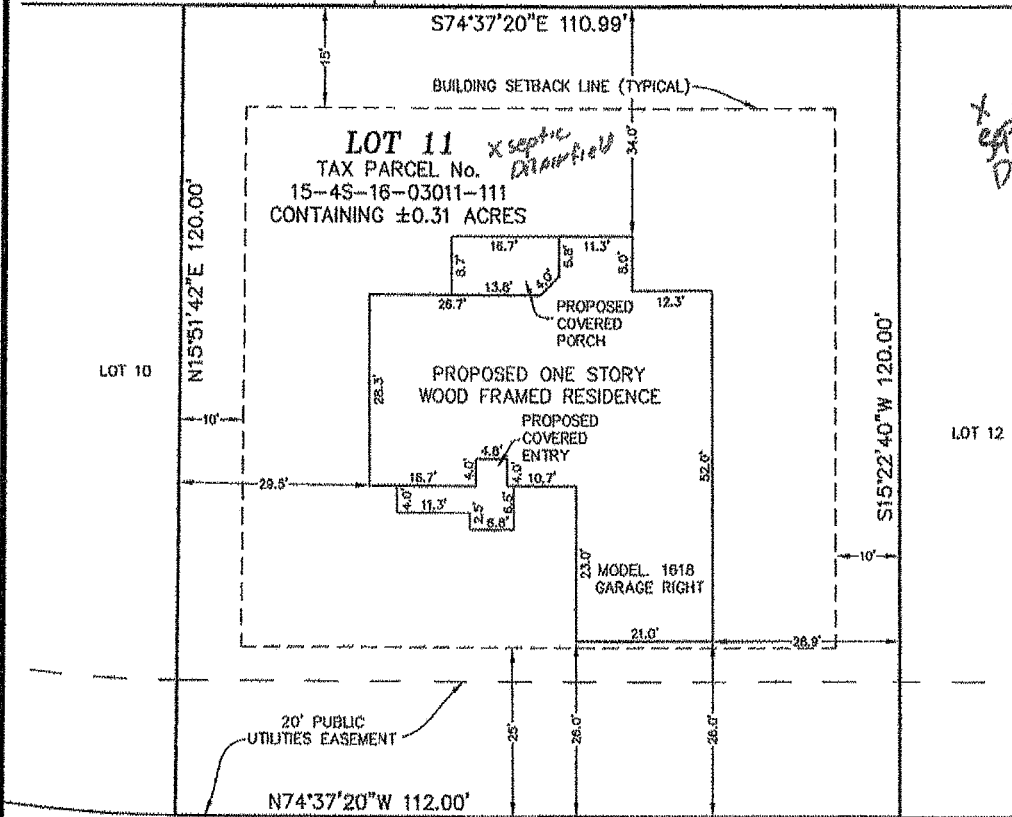 S74°37'20"E 110.99'
15'
BUILDING SETBACK LINE (TYPICAL)
LOT 11
X septic
Drainfield
TAX PARCEL No.
15-4S-16-03011-111
CONTAINING ±0.31 ACRES
34.0'
X
D
N15°51'42"E 120.00'
16.7'
11.3'
8.7'
5.8'
8.0'
13.8'
4.0'
26.7'
12.3'
PROPOSED
COVERED
PORCH
LOT 10
28.3'
PROPOSED ONE STORY
WOOD FRAMED RESIDENCE
S15°22'40"W 120.00'
LOT 12
10'
PROPOSED
COVERED
ENTRY
4.8'
4.0'
4.0'
52.0'
29.5'
16.7'
10.7'
4.0'
11.3'
2.5'
6.5'
6.8'
23.0'
MODEL. 1618
GARAGE RIGHT
10'
21.0'
26.9'
20' PUBLIC
UTILITIES EASEMENT
25'
26.0'
26.0'
N74°37'20"W 112.00'